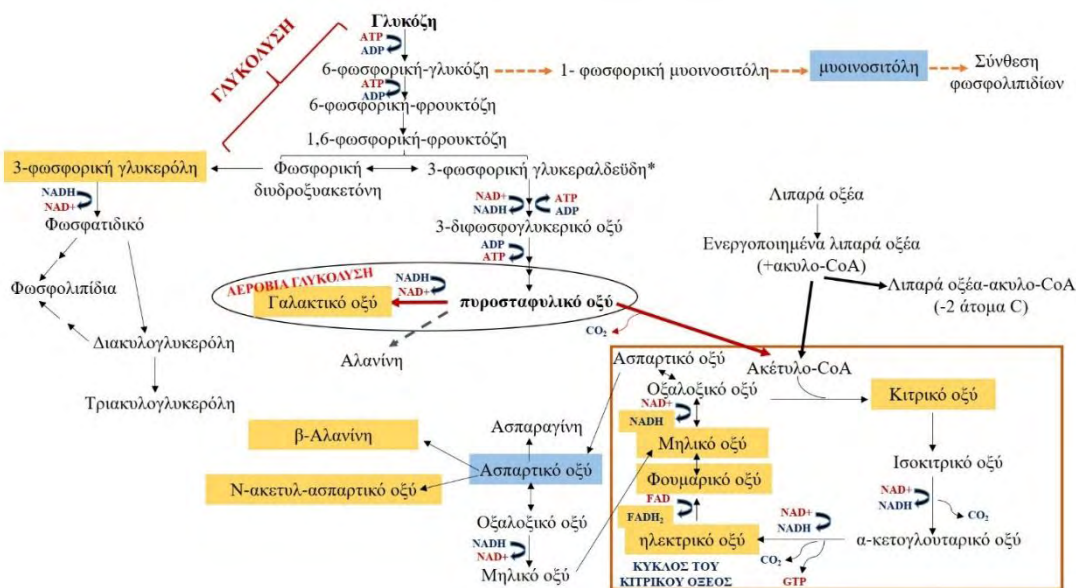 Γλυκόζη
ΓΛΥΚΟΛΥΣΗ
ATP
ADP
6-φωσφορική-γλυκόζη
1- φωσφορική μυοινοσιτόλη
μυοινοσιτόλη
Σύνθεση
φωσφολιπιδίων
ATP
ADP
6-φωσφορική-φρουκτόζη
1,6-φωσφορική-φρουκτόζη
3-φωσφορική γλυκερόλη
Φωσφορική
διυδροξυακετόνη
3-φωσφορική γλυκεραλδεϋδη*
NADH
NAD+
NAD+
NADH
ATP
ADP
Λιπαρά οξέα
Φωσφατιδικό
3-διφωσφογλυκερικό οξύ
Ενεργοποιημένα λιπαρά οξέα
(+ακυλο-CoA)
ADP
ATP
Φωσφολιπίδια
ΑΕΡΟΒΙΑ ΓΛΥΚΟΛΥΣΗ
NADH
NAD+
Γαλακτικό οξύ
πυροσταφυλικό οξύ
Λιπαρά οξέα-ακυλο-CoA
(-2 άτομα C)
CO₂
Διακυλογλυκερόλη
Αλανίνη
Ασπαρτικό οξύ
Ακέτυλο-CoA
Οξαλοξικό οξύ
Κιτρικό οξύ
Τριακυλογλυκερόλη
NAD+
NADH
β-Αλανίνη
Ασπαραγίνη
Μηλικό οξύ
Ασπαρτικό οξύ
Φουμαρικό οξύ
Ισοκιτρικό οξύ
N-ακετυλ-ασπαρτικό οξύ
FAD
FADH₂
NAD+
NADH
NAD+
NADH
CO₂
Οξαλοξικό οξύ
ηλεκτρικό οξύ
α-κετογλουταρικό οξύ
NADH
NAD+
CO₂
GTP
Μηλικό οξύ
ΚΥΚΛΟΣ ΤΟΥ
ΚΙΤΡΙΚΟΥ ΟΞΕΟΣ